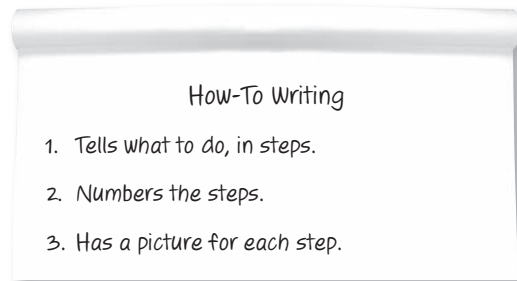 How-To Writing
1. Tells what to do, in steps.
2. Numbers the steps.
3. Has a picture for each step.